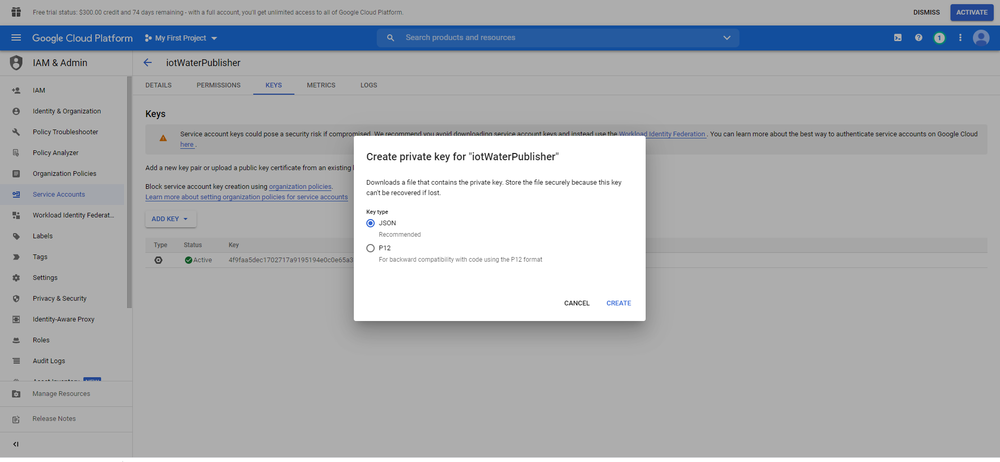 Free trial status: $300.00 credit and 74 days remaining - with a full account, you'll get unlimited access to all of Google Cloud Platform.
DISMISS
ACTIVATE
Google Cloud Platform
My First Project
Search products and resources
1
IAM & Admin
iotWaterPublisher
DETAILS
PERMISSIONS
KEYS
METRICS
LOGS
IAM
Identity & Organization
Policy Troubleshooter
Policy Analyzer
Organization Policies
Service Accounts
Workload Identity Federat...
Labels
Tags
Settings
Privacy & Security
Identity-Aware Proxy
Roles
Audit Logs
Asset Inventory NEW
Manage Resources
Release Notes
Keys
Service account keys could pose a security risk if compromised. We recommend you avoid downloading service account keys and instead use the Workload Identity Federation . You can learn more about the best way to authenticate service accounts on Google Cloud
here .
Add a new key pair or upload a public key certificate from an existing
Block service account key creation using organization policies.
Learn more about setting organization policies for service accounts
ADD KEY
Type Status Key
Active 4f9faa5dec1702717a9195194e0c0e65a3
Create private key for "iotWaterPublisher"
Downloads a file that contains the private key. Store the file securely because this key
can't be recovered if lost.
Key type
JSON
Recommended
P12
For backward compatibility with code using the P12 format
CANCEL
CREATE